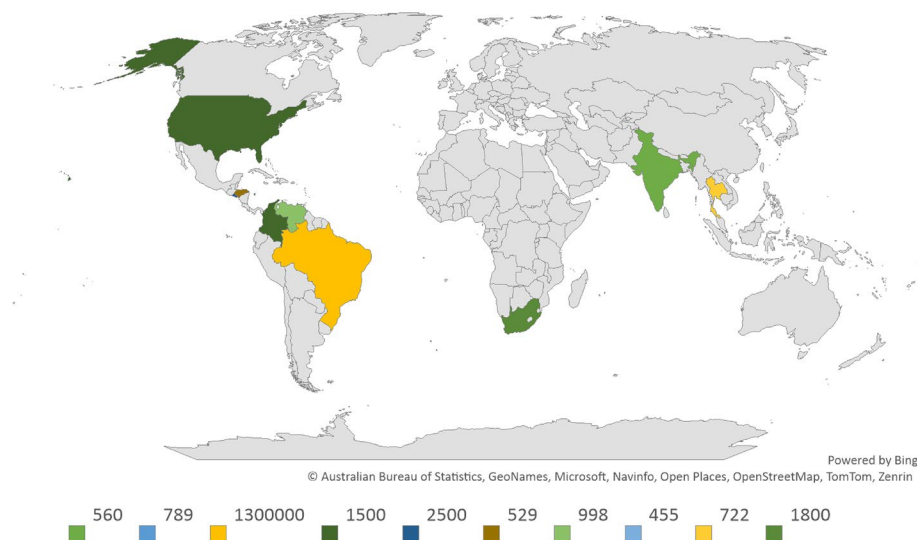 Powered by Bing
© Australian Bureau of Statistics, GeoNames, Microsoft, Navinfo, Open Places, OpenStreetMap, TomTom, Zenrin
560 789 1300000 1500 2500 529 998 455 722 1800